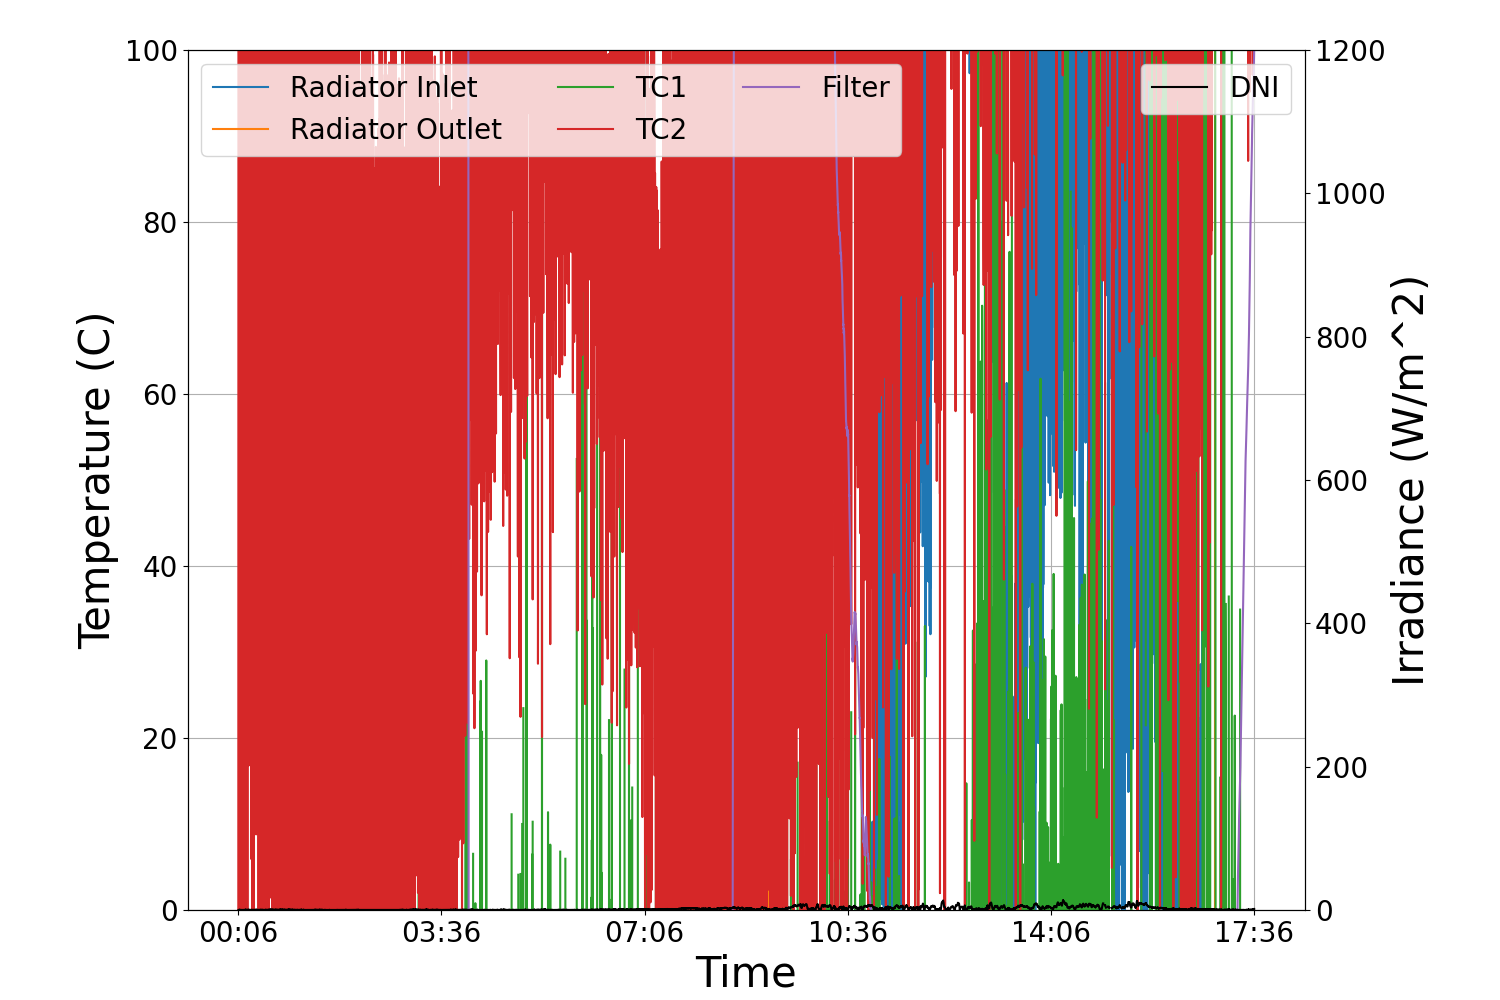 100
80
60
40
20
0
Temperature (C)
Radiator Inlet
Radiator Outlet
TC1
TC2
Filter
DNI
1200
1000
800
600
400
200
0
Irradiance (W/m^2)
00:06 03:36 07:06 10:36 14:06 17:36
Time